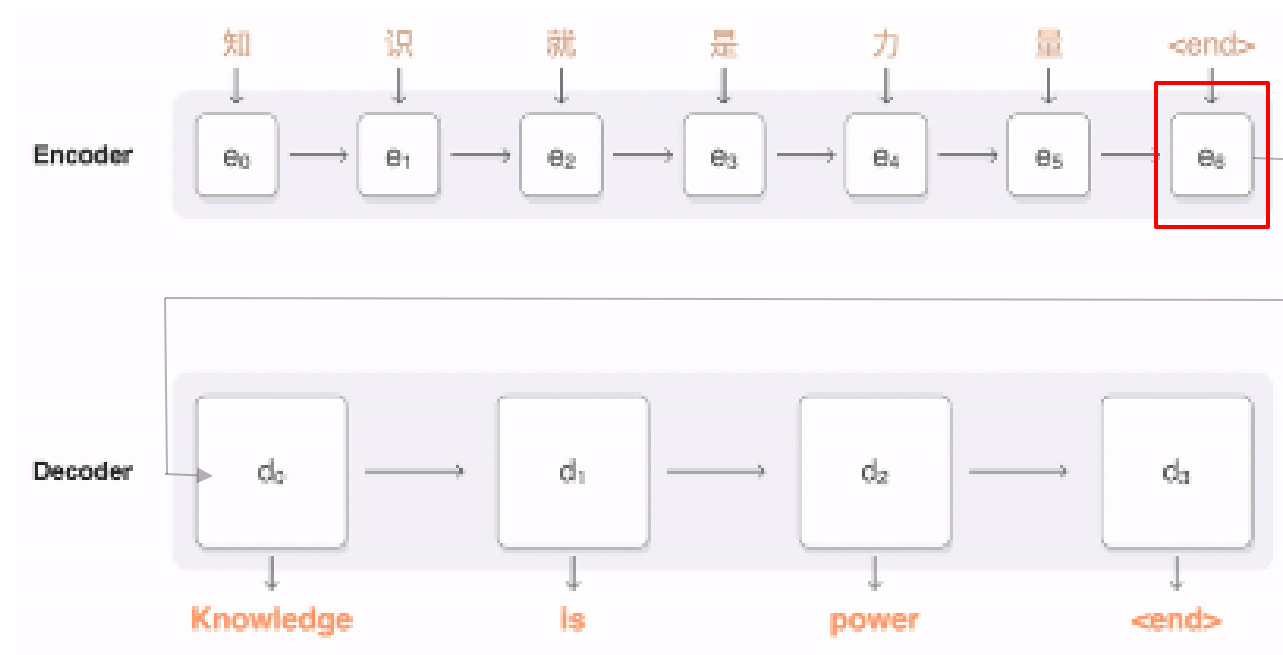 知 识 就 是 力 量 <end>
Encoder e₀ e₁ e₂ e₃ e₄ e₅ e₆
Decoder d₀ d₁ d₂ d₃
Knowledge is power <end>